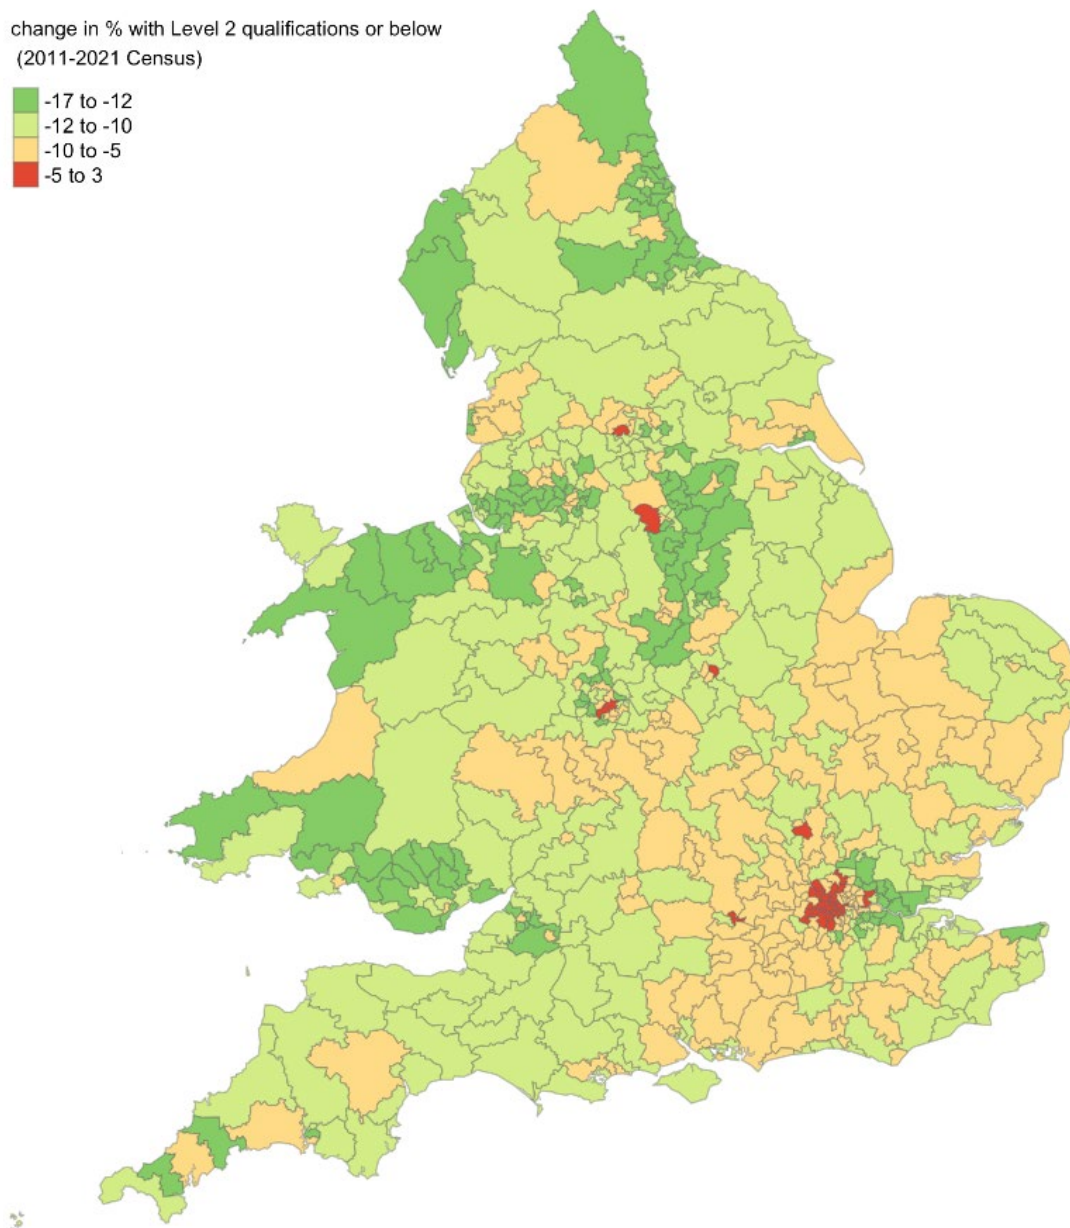 change in % with Level 2 qualifications or below
(2011-2021 Census)
-17 to -12
-12 to -10
-10 to -5
-5 to 3